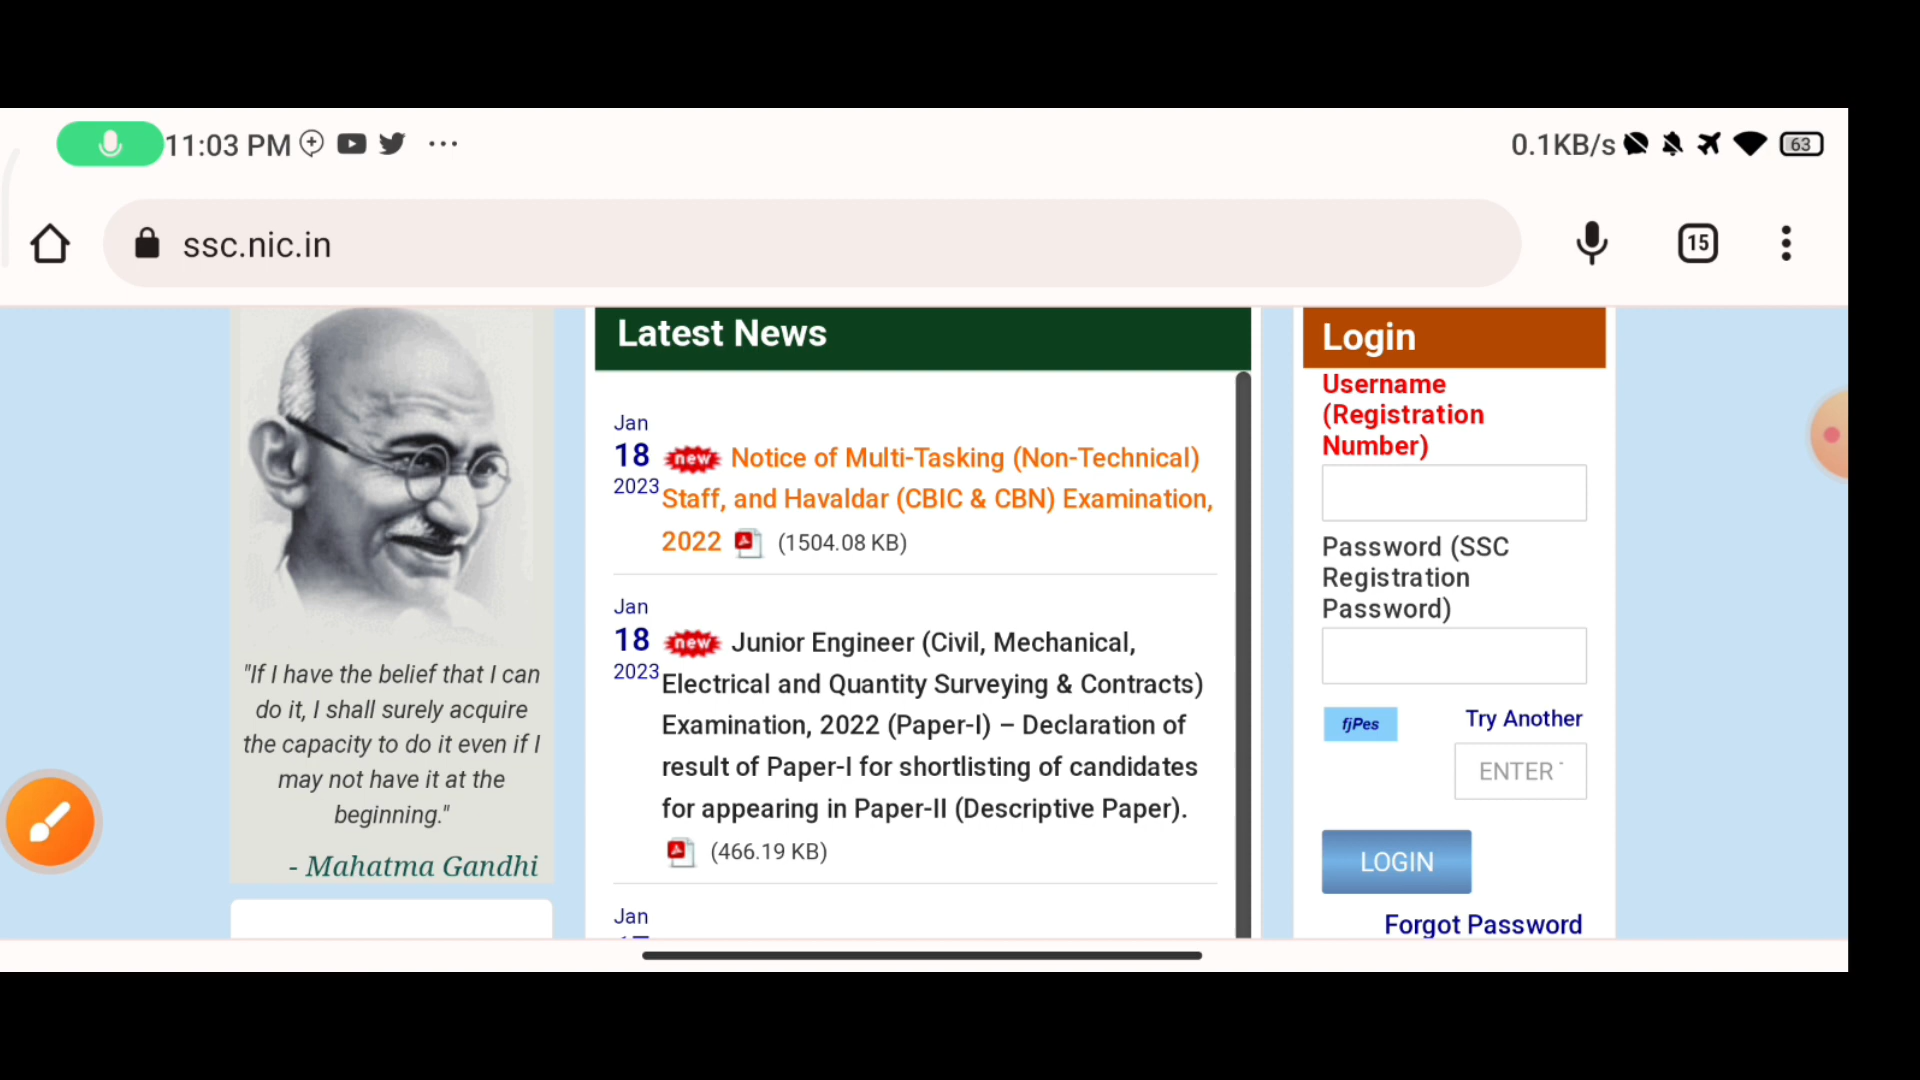 11:03 PM
0.1KB/s
63
ssc.nic.in
15
"If I have the belief that I can
do it, I shall surely acquire
the capacity to do it even if I
may not have it at the
beginning."
- Mahatma Gandhi
Latest News
Jan
18
2023
new Notice of Multi-Tasking (Non-Technical)
Staff, and Havaldar (CBIC & CBN) Examination,
2022 (1504.08 KB)
Jan
18
2023
new Junior Engineer (Civil, Mechanical,
Electrical and Quantity Surveying & Contracts)
Examination, 2022 (Paper-I) – Declaration of
result of Paper-I for shortlisting of candidates
for appearing in Paper-II (Descriptive Paper).
(466.19 KB)
Jan
Login
Username
(Registration
Number)
Password (SSC
Registration
Password)
fjPes
Try Another
ENTER
LOGIN
Forgot Password